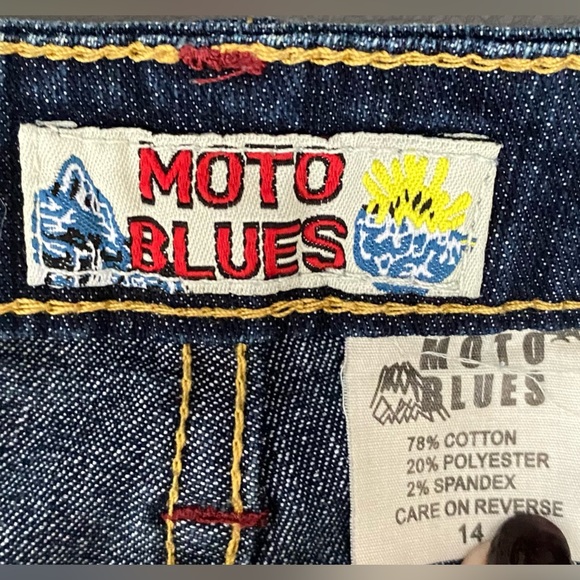 MOTO
BLUES
MOTO
BLUES
78% COTTON
20% POLYESTER
2% SPANDEX
CARE ON REVERSE
14